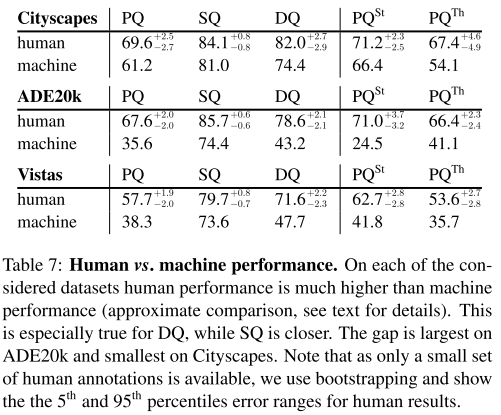 Cityscapes PQ SQ DQ PQ^St PQ^Th
human 69.6^{+2.5}_{−2.7} 84.1^{+0.8}_{−0.8} 82.0^{+2.7}_{−2.9} 71.2^{+2.3}_{−2.5} 67.4^{+4.6}_{−4.9}
machine 61.2 81.0 74.4 66.4 54.1
ADE20k PQ SQ DQ PQ^St PQ^Th
human 67.6^{+2.0}_{−2.0} 85.7^{+0.6}_{−0.6} 78.6^{+2.1}_{−2.1} 71.0^{+3.7}_{−3.2} 66.4^{+2.3}_{−2.4}
machine 35.6 74.4 43.2 24.5 41.1
Vistas PQ SQ DQ PQ^St PQ^Th
human 57.7^{+1.9}_{−2.0} 79.7^{+0.8}_{−0.7} 71.6^{+2.2}_{−2.3} 62.7^{+2.8}_{−2.8} 53.6^{+2.7}_{−2.8}
machine 38.3 73.6 47.7 41.8 35.7
Table 7: Human vs. machine performance. On each of the con-
sidered datasets human performance is much higher than machine
performance (approximate comparison, see text for details). This
is especially true for DQ, while SQ is closer. The gap is largest on
ADE20k and smallest on Cityscapes. Note that as only a small set
of human annotations is available, we use bootstrapping and show
the the 5^th and 95^th percentiles error ranges for human results.